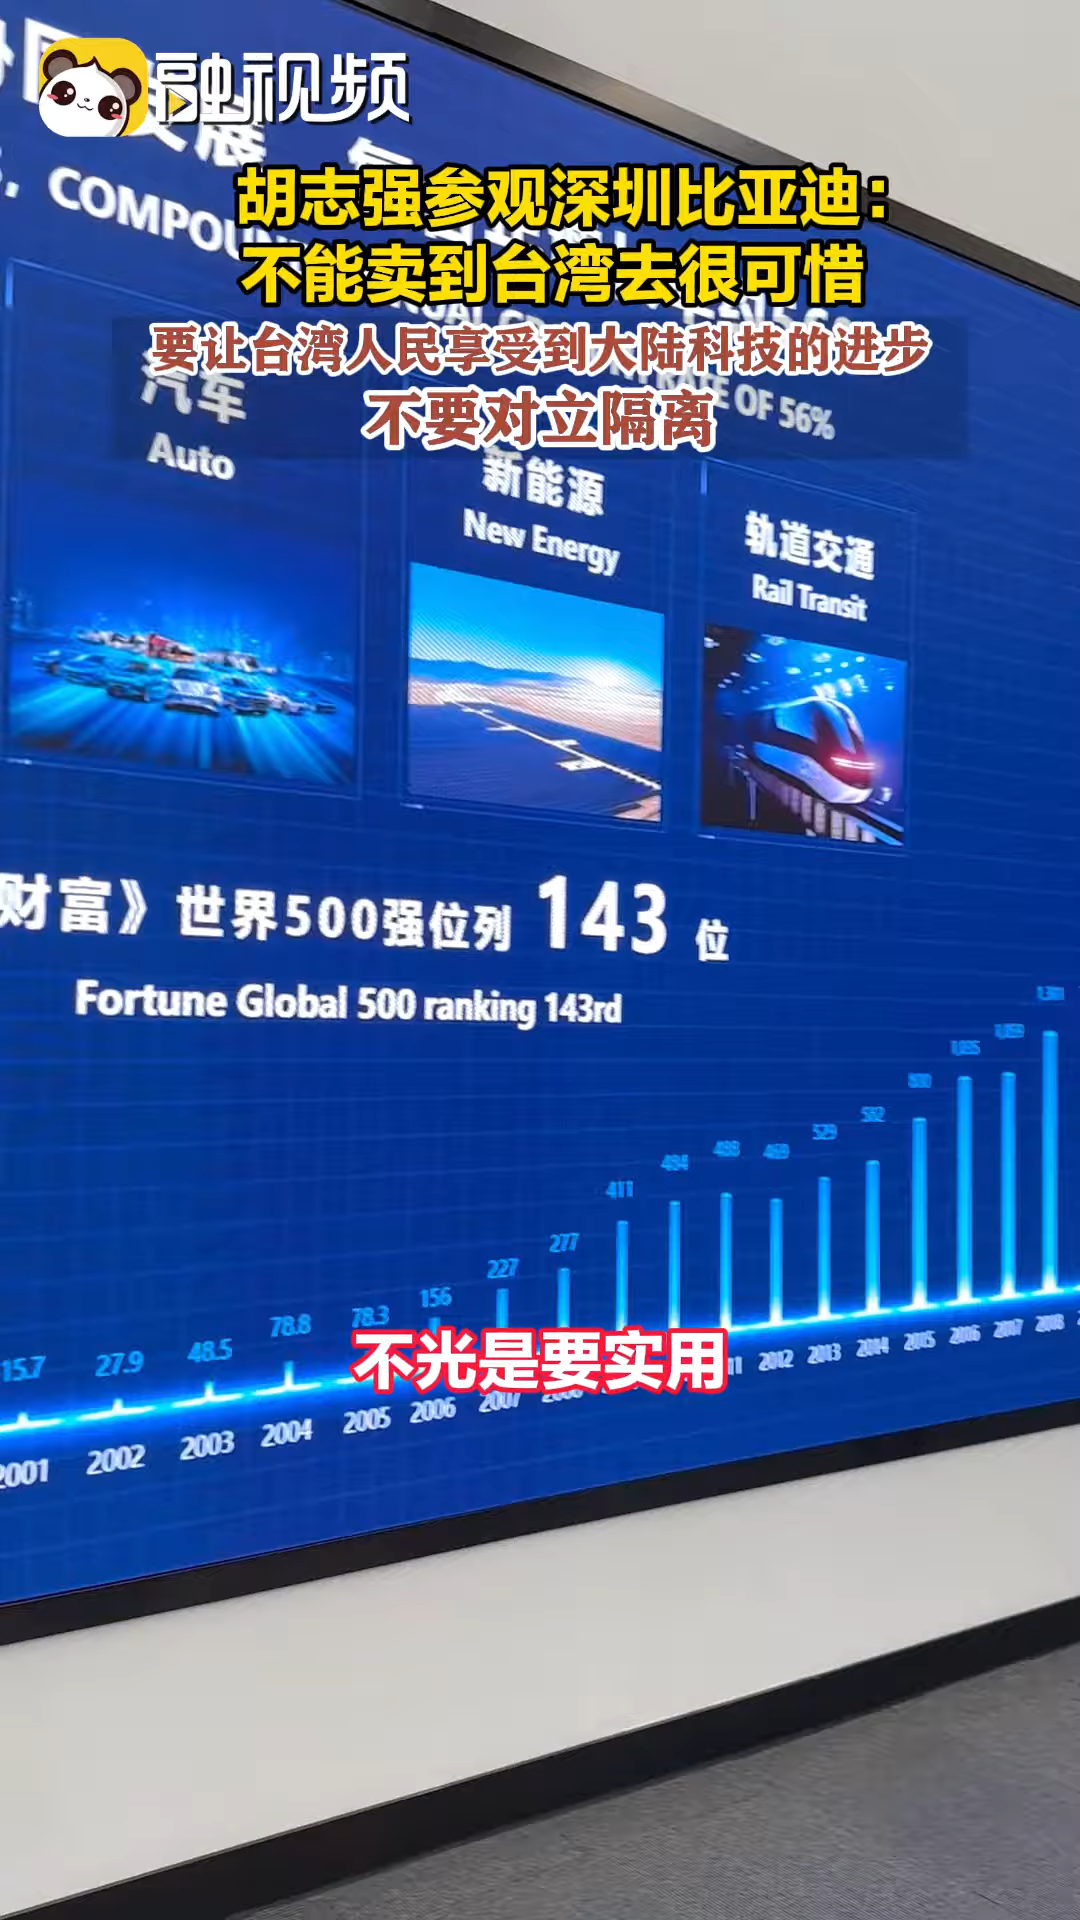 融视频
胡志强参观深圳比亚迪：
不能卖到台湾去很可惜
要让台湾人民享受到大陆科技的进步
不要对立隔离
RATE OF 56%
汽车
Auto
新能源
New Energy
轨道交通
Rail Transit
财富》世界500强位列 143 位
Fortune Global 500 ranking 143rd
15.7 27.9 48.5 78.8 78.3 156 227 277 411 484 488 469 529 582 800
不光是要实用
2001 2002 2003 2004 2005 2006 2007 2012 2013 2014 2015 2016 2017 2018